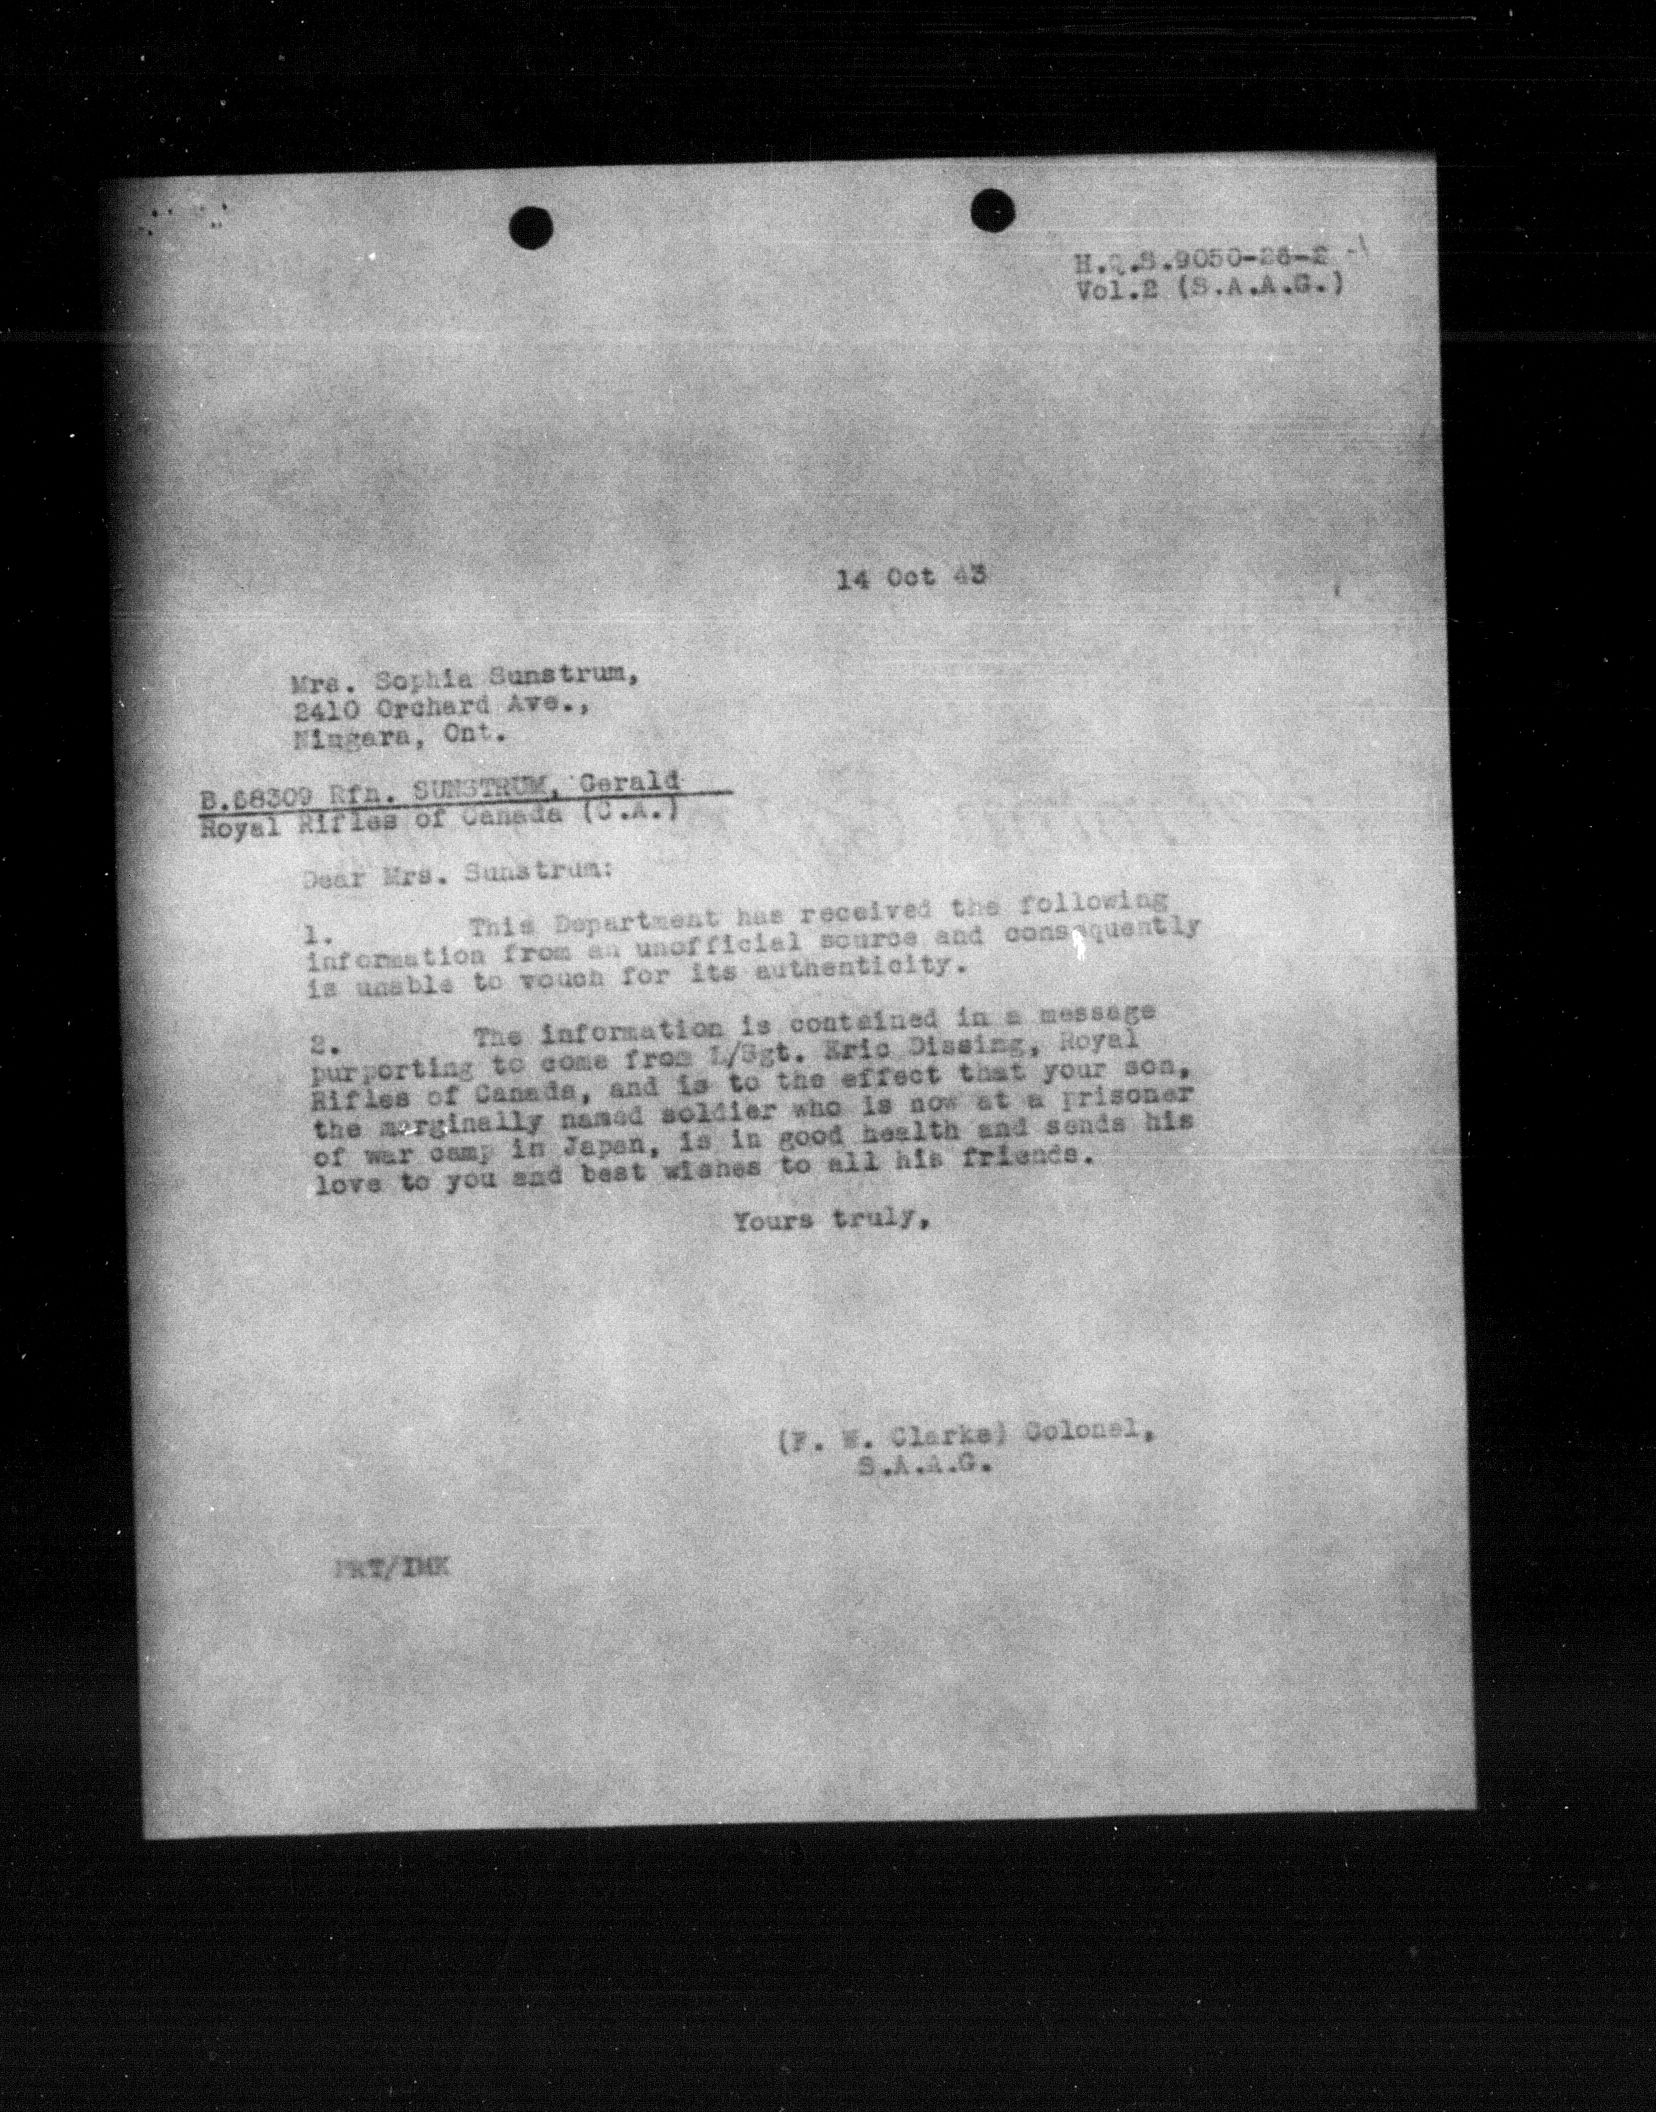 H.Q.S.9050-26-2 -1
Vol.2 (S.A.A.G.)
14 Oct 43
Mrs. Sophia Sunstrum,
2410 Orchard Ave.,
Niagara, Ont.
B.68309 Rfn. SUNSTRUM, Gerald
Royal Rifles of Canada (C.A.)
Dear Mrs. Sunstrum:
1. This Department has received the following
information from an unofficial source and consequently
is unable to vouch for its authenticity.
2. The information is contained in a message
purporting to come from L/Sgt. Eric Dissing, Royal
Rifles of Canada, and is to the effect that your son,
the marginally named soldier who is now at a prisoner
of war camp in Japan, is in good health and sends his
love to you and best wishes to all his friends.
Yours truly,
(F. W. Clarke) Colonel,
S.A.A.G.
PRT/IMK